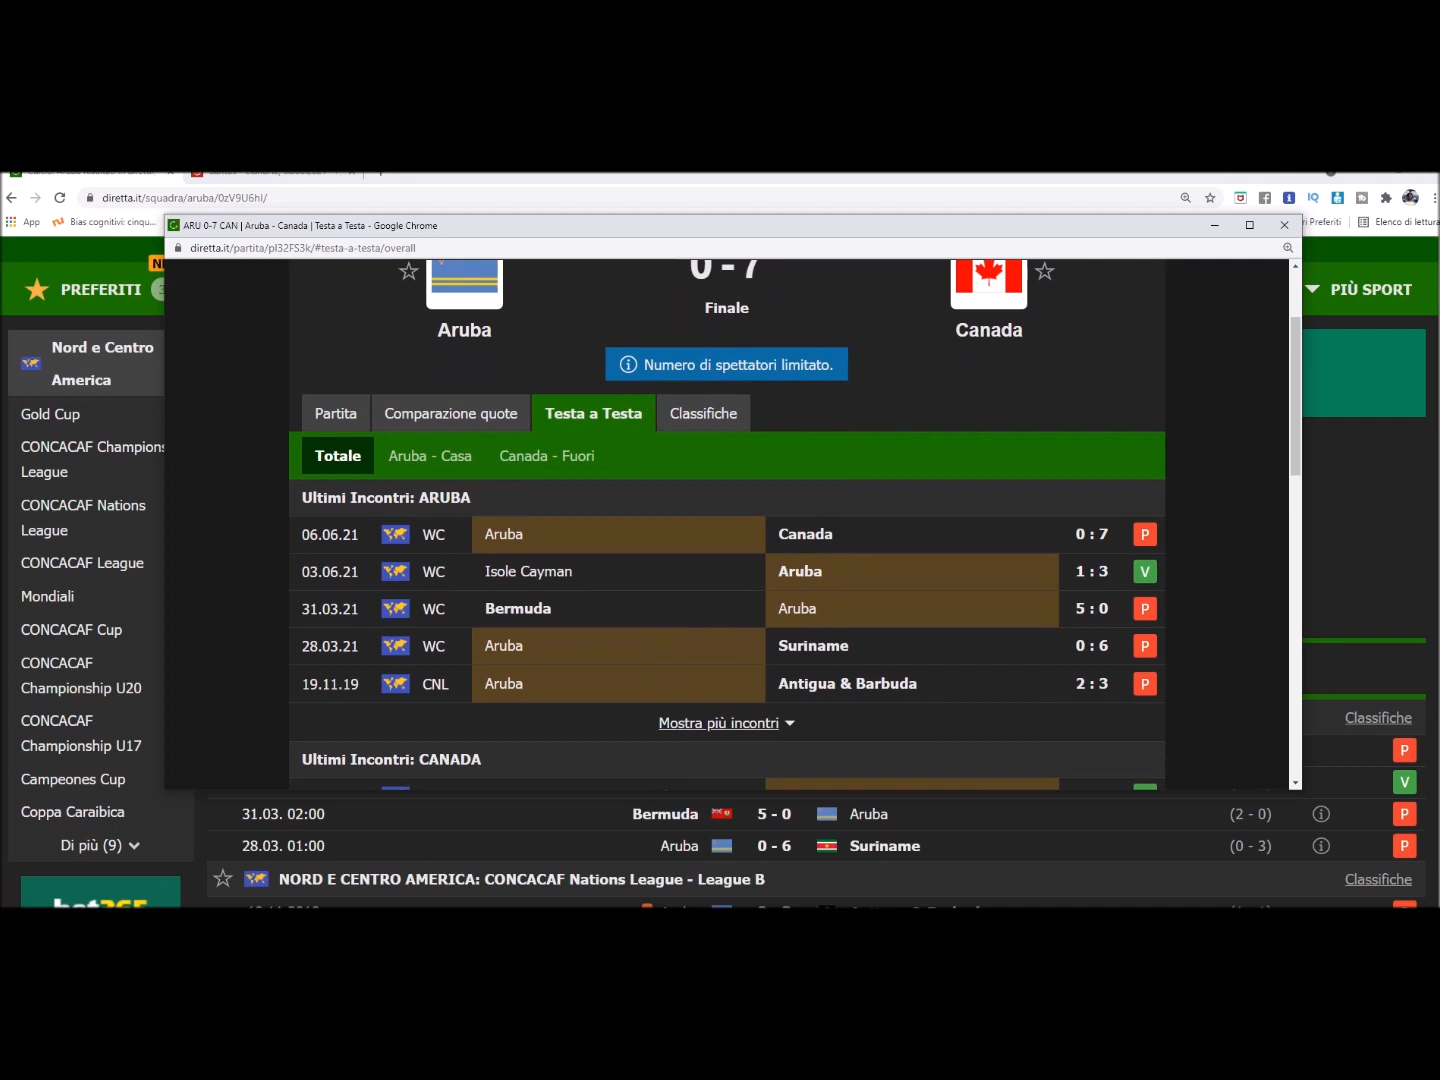 diretta.it/squadra/aruba/0zV9U6hI/
App
Bias cognitivi: cinqu...
ri Preferiti
Elenco di lettura
ARU 0-7 CAN | Aruba - Canada | Testa a Testa - Google Chrome
diretta.it/partita/pI32FS3k/#testa-a-testa/overall
PREFERITI
PIÙ SPORT
0 - 7
Finale
Aruba
Canada
Numero di spettatori limitato.
Partita
Comparazione quote
Testa a Testa
Classifiche
Totale
Aruba - Casa
Canada - Fuori
Ultimi Incontri: ARUBA
06.06.21 WC Aruba Canada 0 : 7 P
03.06.21 WC Isole Cayman Aruba 1 : 3 V
31.03.21 WC Bermuda Aruba 5 : 0 P
28.03.21 WC Aruba Suriname 0 : 6 P
19.11.19 CNL Aruba Antigua & Barbuda 2 : 3 P
Mostra più incontri
Ultimi Incontri: CANADA
Nord e Centro
America
Gold Cup
CONCACAF Champions
League
CONCACAF Nations
League
CONCACAF League
Mondiali
CONCACAF Cup
CONCACAF
Championship U20
CONCACAF
Championship U17
Campeones Cup
Coppa Caraibica
Di più (9)
bet365
Classifiche
P
V
31.03. 02:00 Bermuda 5 - 0 Aruba (2 - 0) P
28.03. 01:00 Aruba 0 - 6 Suriname (0 - 3) P
NORD E CENTRO AMERICA: CONCACAF Nations League - League B
Classifiche